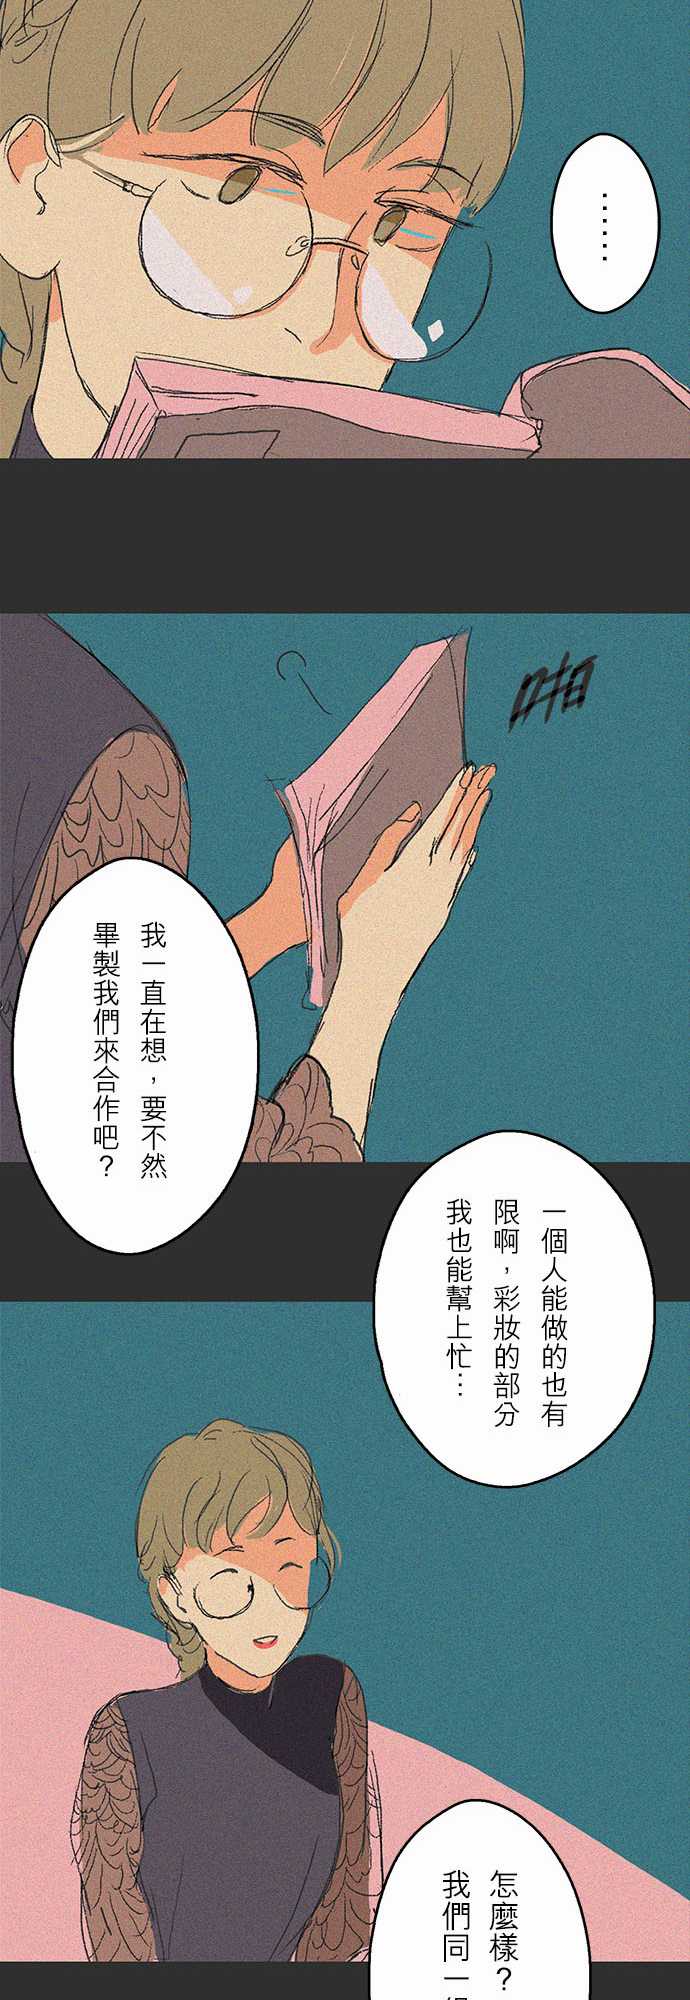 ……
啪
我一直在想，要不然
畢製我們來合作吧？
一個人能做的也有
限啊，彩妝的部分
我也能幫上忙…
怎麼樣？
我們同一